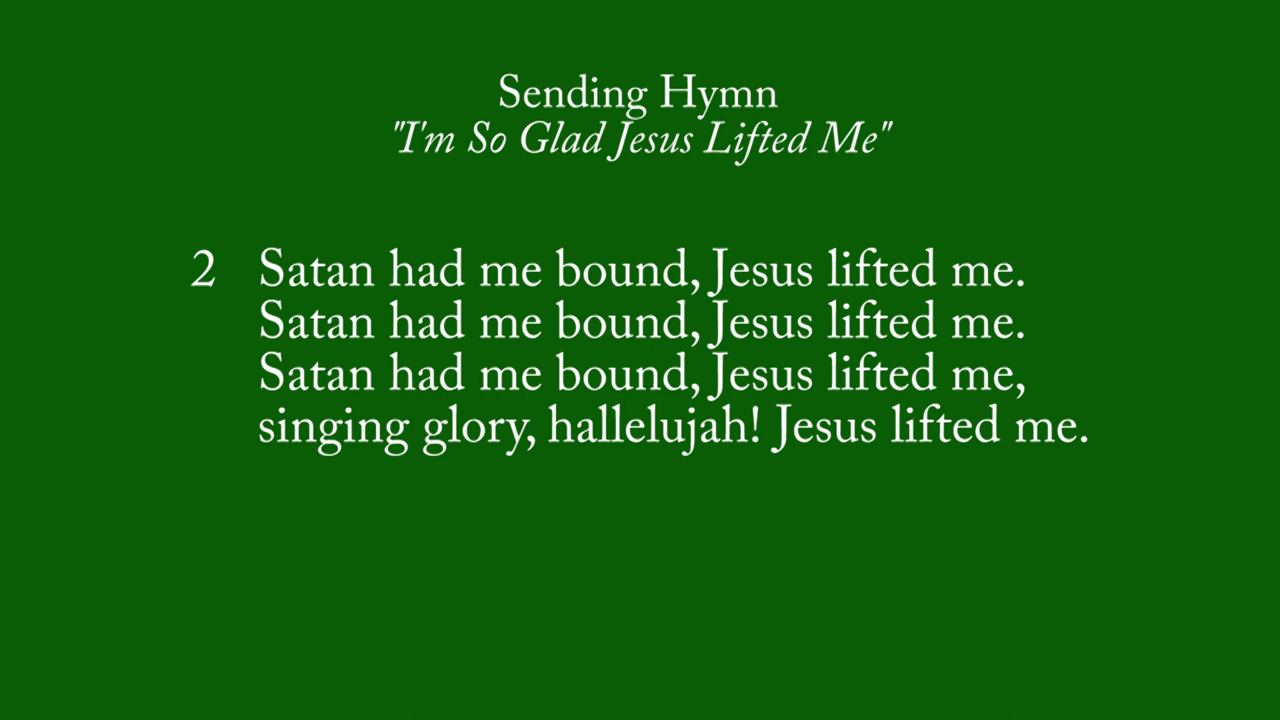 Sending Hymn
"I'm So Glad Jesus Lifted Me"
2 Satan had me bound, Jesus lifted me.
Satan had me bound, Jesus lifted me.
Satan had me bound, Jesus lifted me,
singing glory, hallelujah! Jesus lifted me.